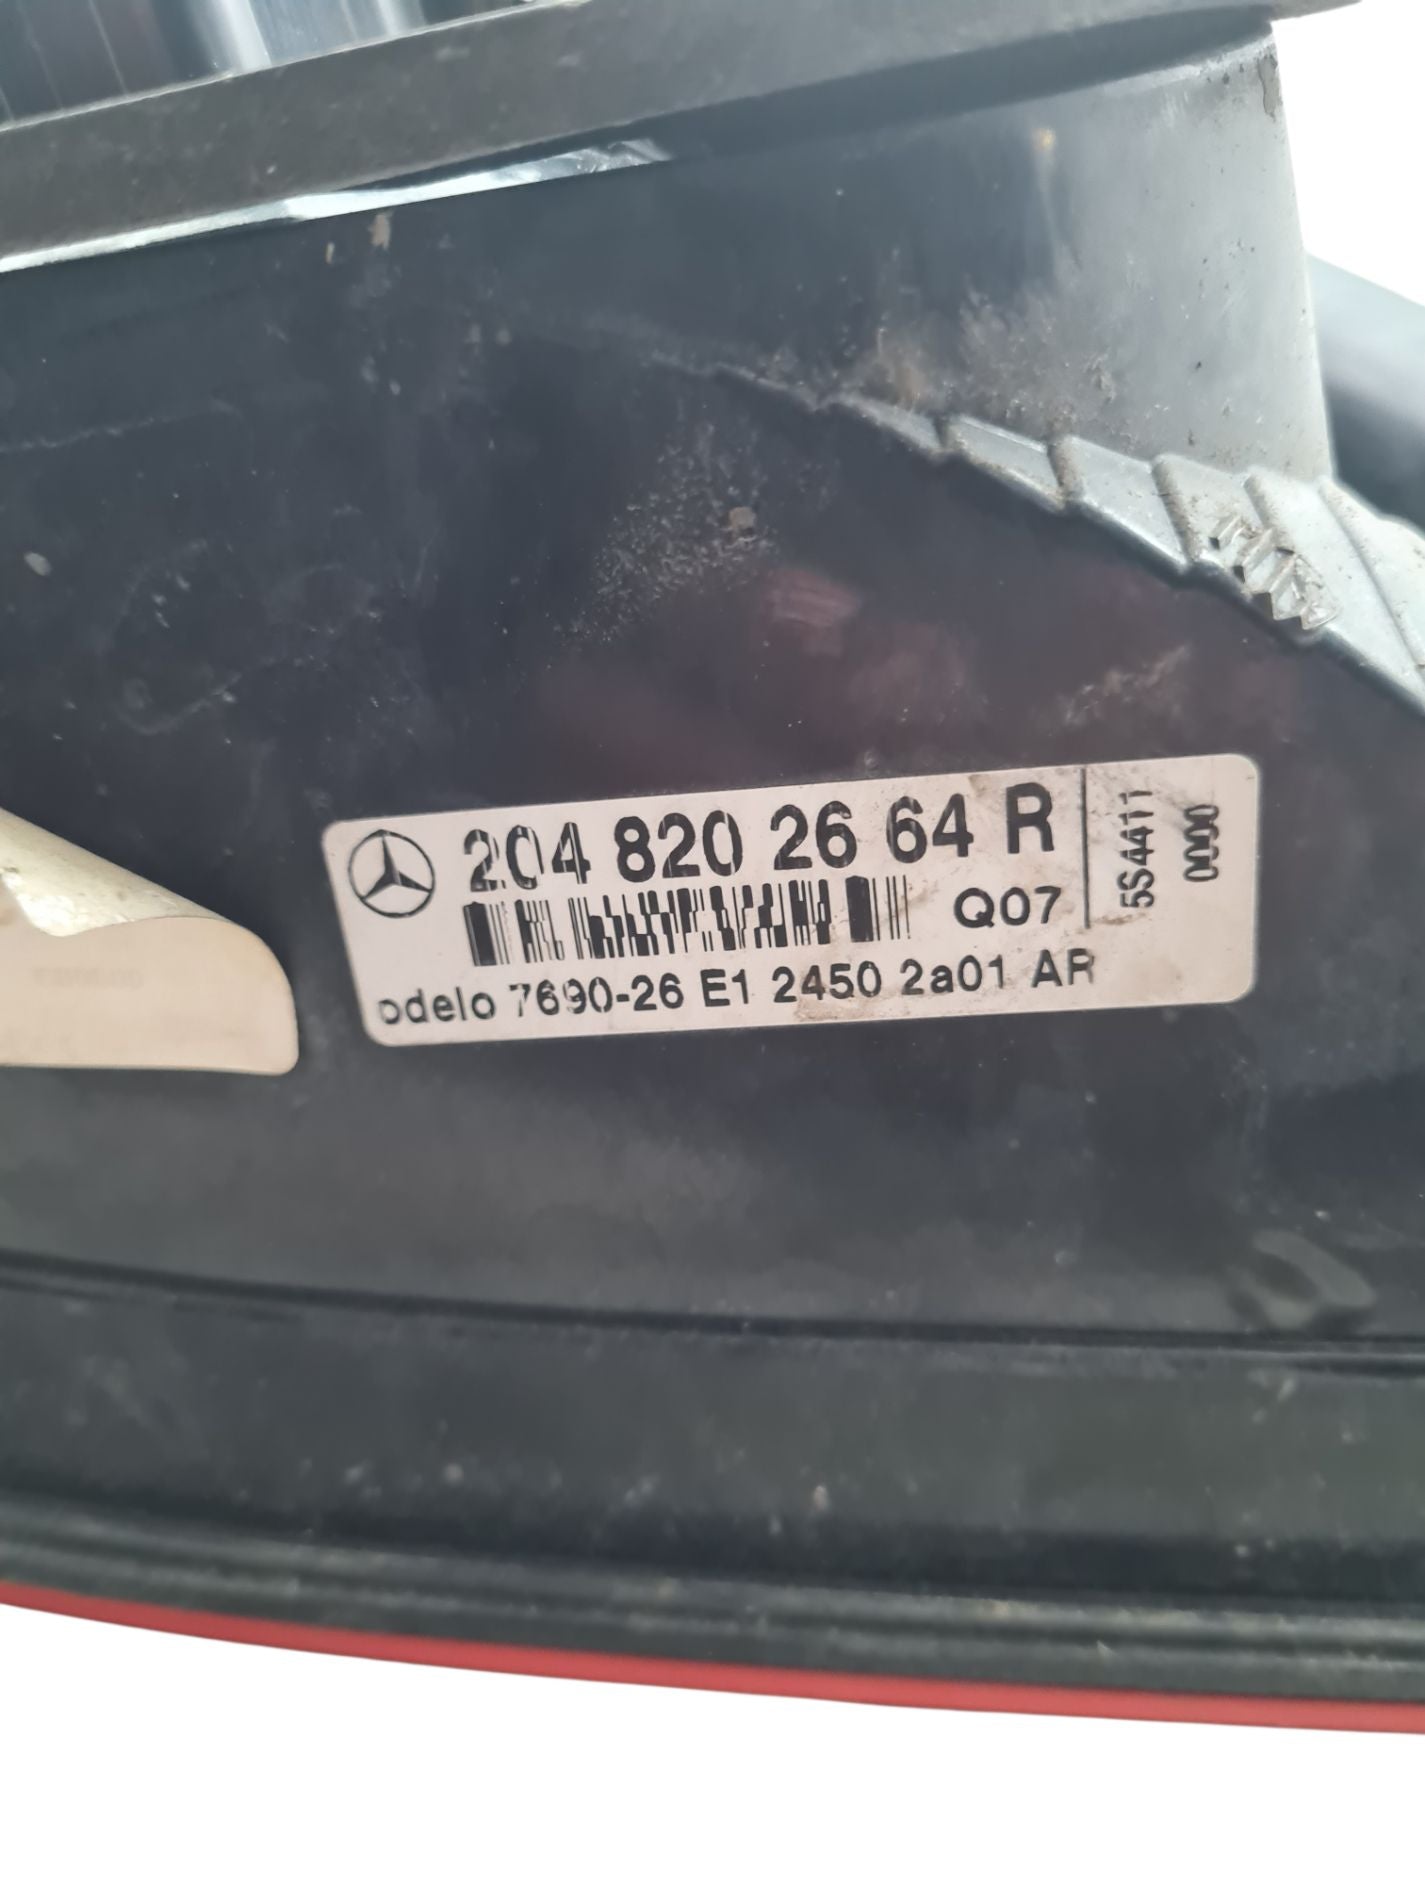 204 820 26 64 R
Q07
odelo 7690-26 E1 2450 2a01 AR
5S4411
0000